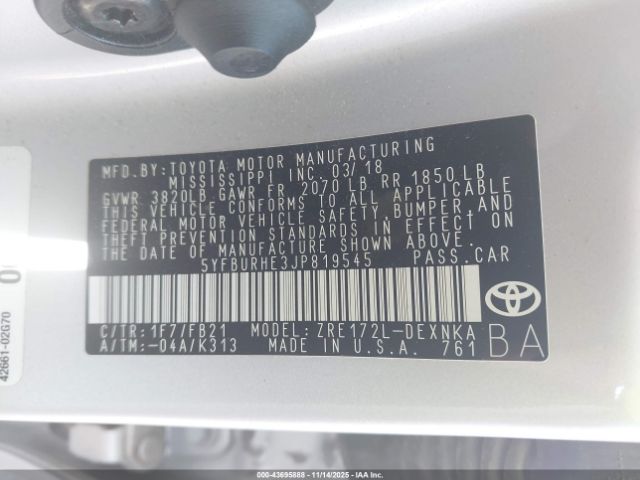 MFD.BY:TOYOTA MOTOR MANUFACTURING
MISSISSIPPI INC. 03/18
GVWR 3820LB GAWR FR 2070 LB RR 1850 LB
THIS VEHICLE CONFORMS TO ALL APPLICABLE
FEDERAL MOTOR VEHICLE SAFETY,BUMPER,AND
THEFT PREVENTION STANDARDS IN EFFECT ON
THE DATE OF MANUFACTURE SHOWN ABOVE.
5YFBURHE3JP819545 PASS.CAR
C/TR:1F7/FB21 MODEL:ZRE172L-DEXNKA
A/TM:-04A/K313 MADE IN U.S.A. 761
BA
42661-02G70
00-43695888 | 11/14/2025 | IAA Inc.